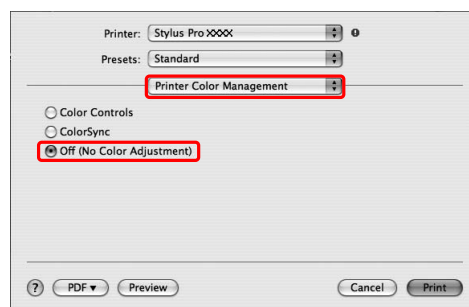 Printer: Stylus Pro XXXX
Presets: Standard
Printer Color Management
Color Controls
ColorSync
Off (No Color Adjustment)
? PDF▼ Preview Cancel Print